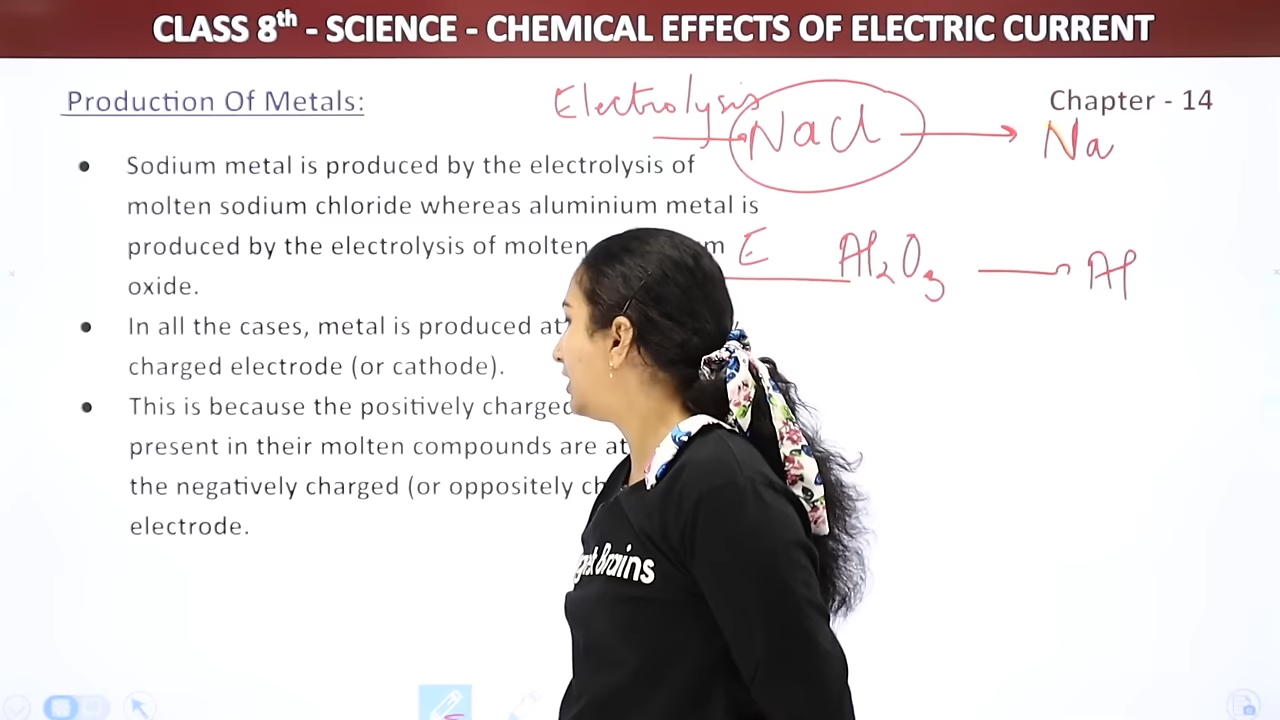 CLASS 8th - SCIENCE - CHEMICAL EFFECTS OF ELECTRIC CURRENT
Production Of Metals:
Chapter - 14
Electrolysis
NaCl → Na
• Sodium metal is produced by the electrolysis of
molten sodium chloride whereas aluminium metal is
produced by the electrolysis of molten
oxide.
E Al₂O₃ → Al
• In all the cases, metal is produced at
charged electrode (or cathode).
• This is because the positively charged
present in their molten compounds are
the negatively charged (or oppositely
electrode.
Brains